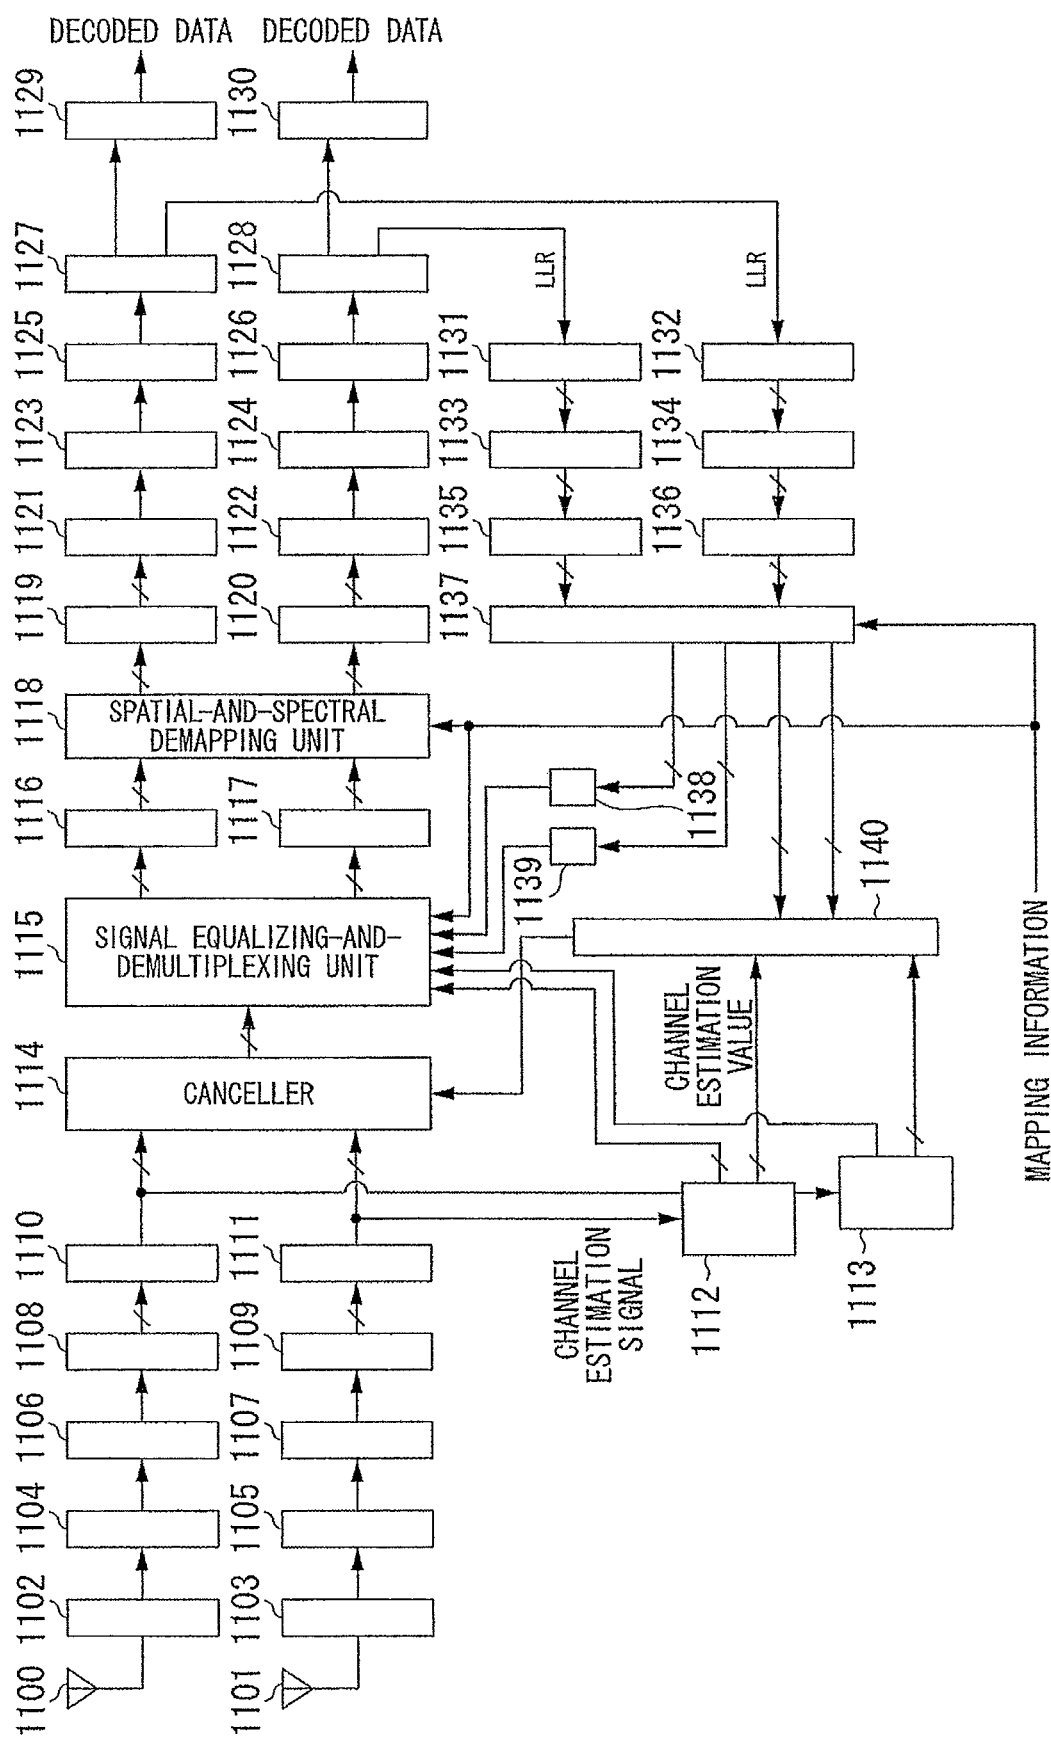 DECODED DATA
DECODED DATA
1129
1130
1127
1128
LLR
LLR
1125
1126
1131
1132
1123
1124
1133
1134
1121
1122
1135
1136
1119
1120
1137
1118
SPATIAL-AND-SPECTRAL
DEMAPPING UNIT
1116
1117
1138
1139
1140
1115
SIGNAL EQUALIZING-AND-
DEMULTIPLEXING UNIT
CHANNEL
ESTIMATION
VALUE
MAPPING INFORMATION
1114
CANCELLER
1110
1111
CHANNEL
ESTIMATION
SIGNAL
1112
1113
1108
1109
1106
1107
1104
1105
1102
1103
1100
1101